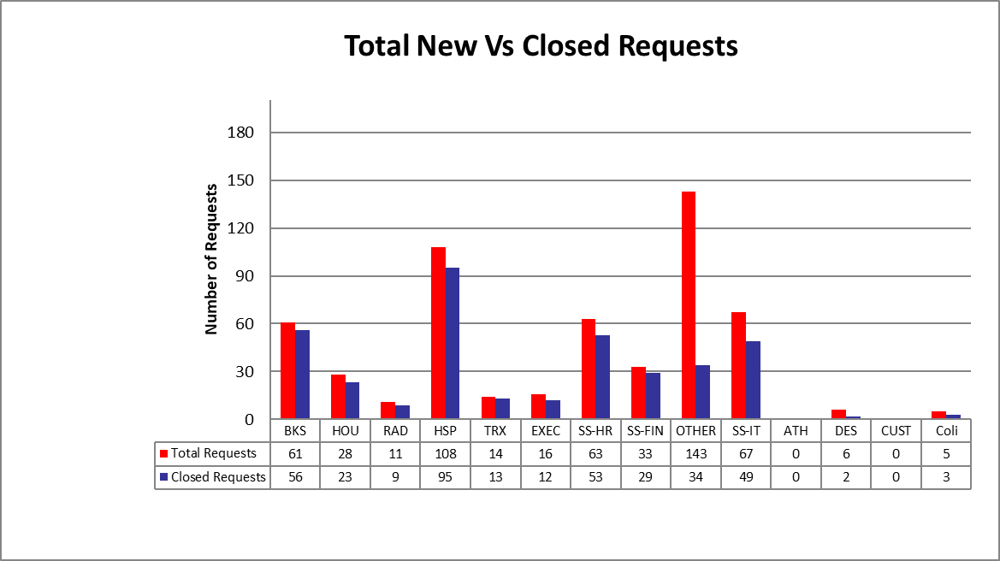 Total New Vs Closed Requests
Number of Requests
180
150
120
90
60
30
0
BKS HOU RAD HSP TRX EXEC SS-HR SS-FIN OTHER SS-IT ATH DES CUST Coli
Total Requests 61 28 11 108 14 16 63 33 143 67 0 6 0 5
Closed Requests 56 23 9 95 13 12 53 29 34 49 0 2 0 3